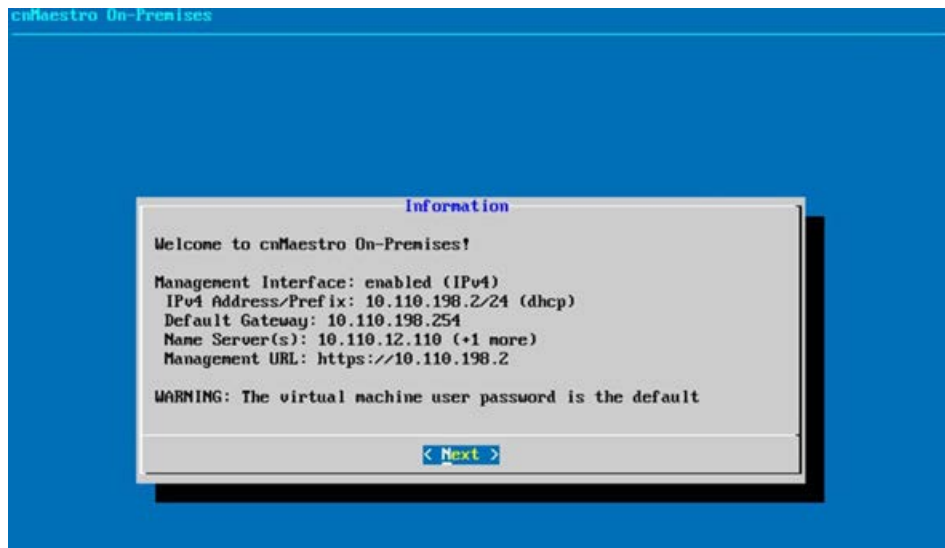 cnMaestro On-Premises
Information
Welcome to cnMaestro On-Premises!
Management Interface: enabled (IPv4)
IPv4 Address/Prefix: 10.110.198.2/24 (dhcp)
Default Gateway: 10.110.198.254
Name Server(s): 10.110.12.110 (+1 more)
Management URL: https://10.110.198.2
WARNING: The virtual machine user password is the default
< Next >